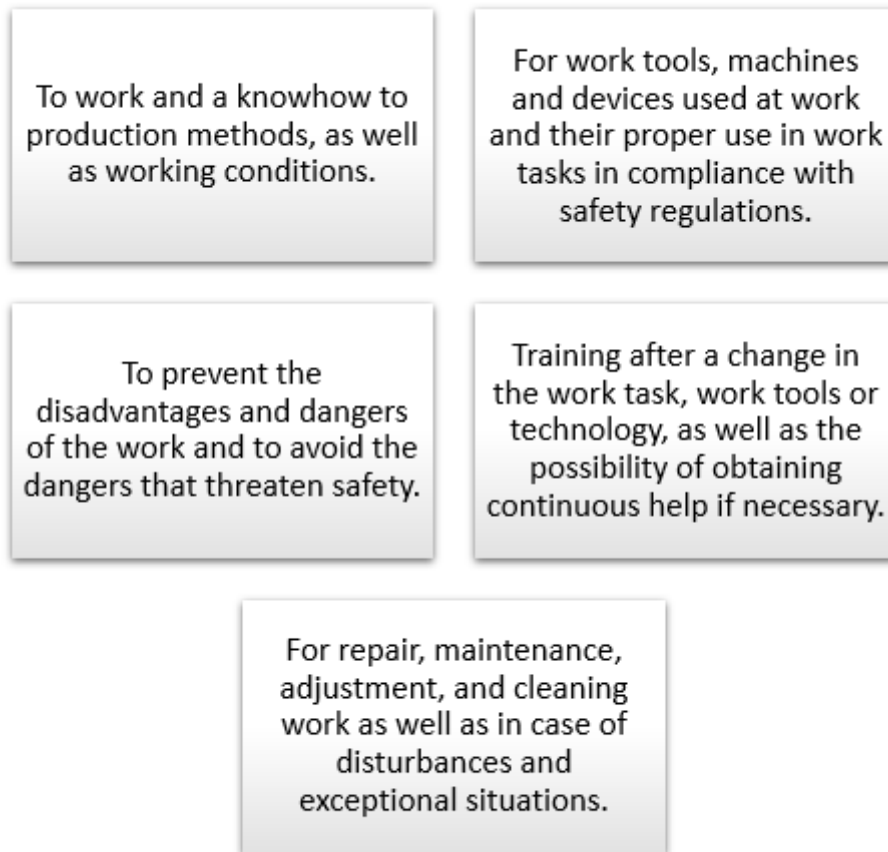 To work and a knowhow to
production methods, as well
as working conditions.
For work tools, machines
and devices used at work
and their proper use in work
tasks in compliance with
safety regulations.
To prevent the
disadvantages and dangers
of the work and to avoid the
dangers that threaten safety.
Training after a change in
the work task, work tools or
technology, as well as the
possibility of obtaining
continuous help if necessary.
For repair, maintenance,
adjustment, and cleaning
work as well as in case of
disturbances and
exceptional situations.